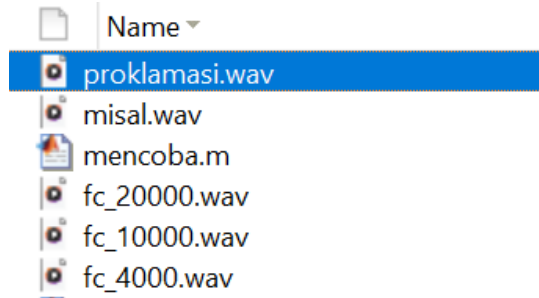 Name
proklamasi.wav
misal.wav
mencoba.m
fc_20000.wav
fc_10000.wav
fc_4000.wav